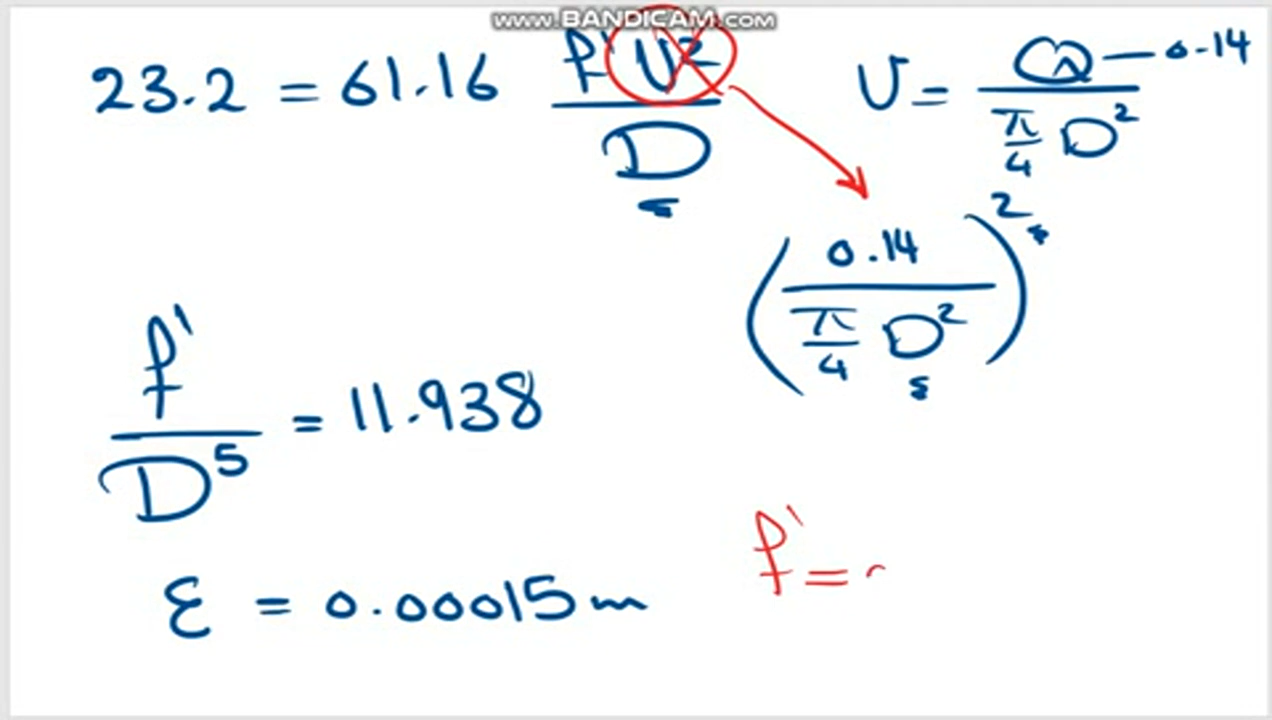 www.BANDICAM.com
23.2 = 61.16 f' U² / D
U = Q — 0.14 / π/4 D²
( 0.14 / π/4 D² )²
f' / D⁵ = 11.938
f' =
ε = 0.00015 m